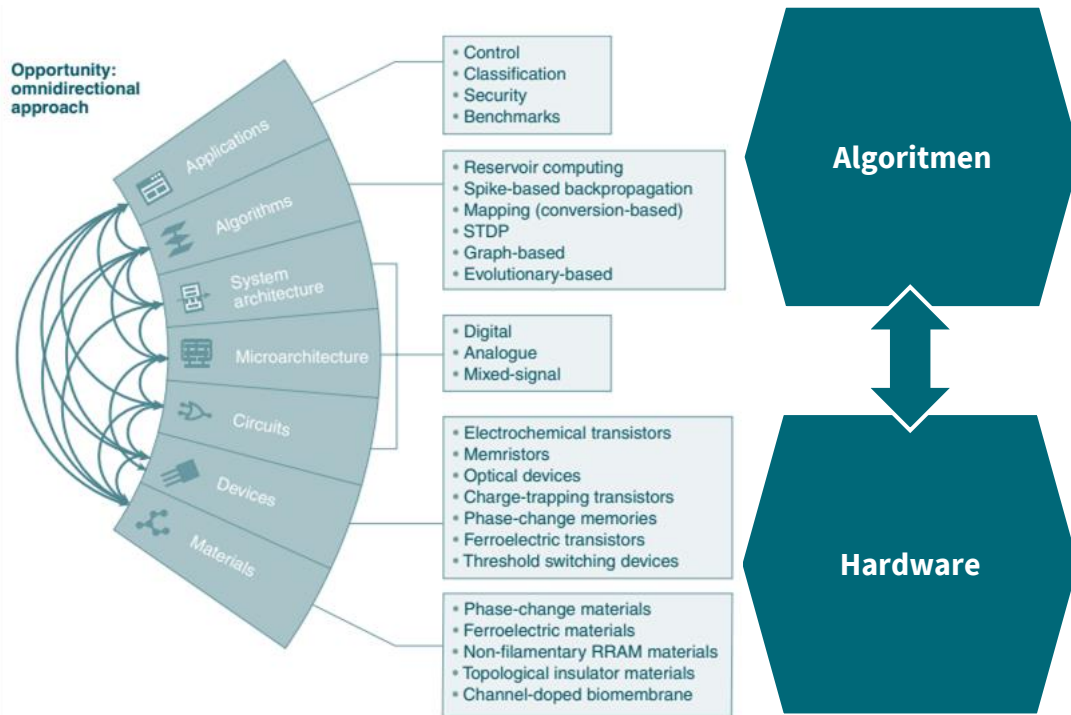 Opportunity:
omnidirectional
approach
Applications
Algorithms
System
architecture
Microarchitecture
Circuits
Devices
Materials
• Control
• Classification
• Security
• Benchmarks
• Reservoir computing
• Spike-based backpropagation
• Mapping (conversion-based)
• STDP
• Graph-based
• Evolutionary-based
• Digital
• Analogue
• Mixed-signal
• Electrochemical transistors
• Memristors
• Optical devices
• Charge-trapping transistors
• Phase-change memories
• Ferroelectric transistors
• Threshold switching devices
• Phase-change materials
• Ferroelectric materials
• Non-filamentary RRAM materials
• Topological insulator materials
• Channel-doped biomembrane
Algoritmen
Hardware